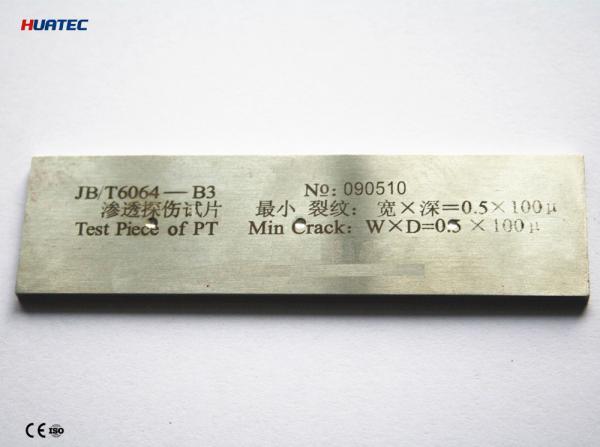 HUATEC
JB/T6064—B3 No: 090510
渗透探伤试片 最小 裂纹: 宽×深=0.5×100μ
Test Piece of PT Min Crack: W×D=0.5 ×100μ
CE ISO